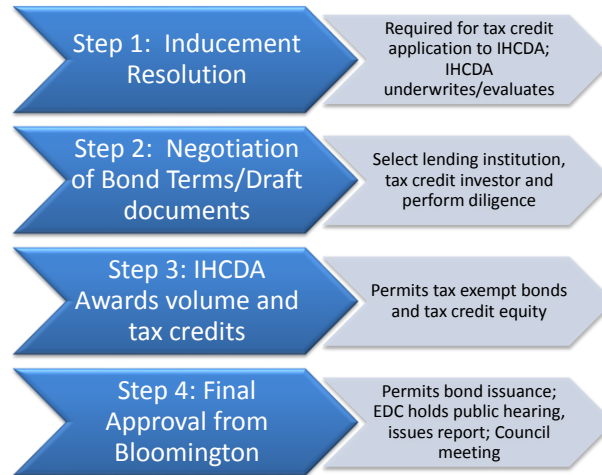 Step 1:  Inducement
Resolution
Required for tax credit
application to IHCDA;
IHCDA
underwrites/evaluates
Step 2:  Negotiation
of Bond Terms/Draft
documents
Select lending institution,
tax credit investor and
perform diligence
Step 3: IHCDA
Awards volume and
tax credits
Permits tax exempt bonds
and tax credit equity
Step 4: Final
Approval from
Bloomington
Permits bond issuance;
EDC holds public hearing,
issues report; Council
meeting